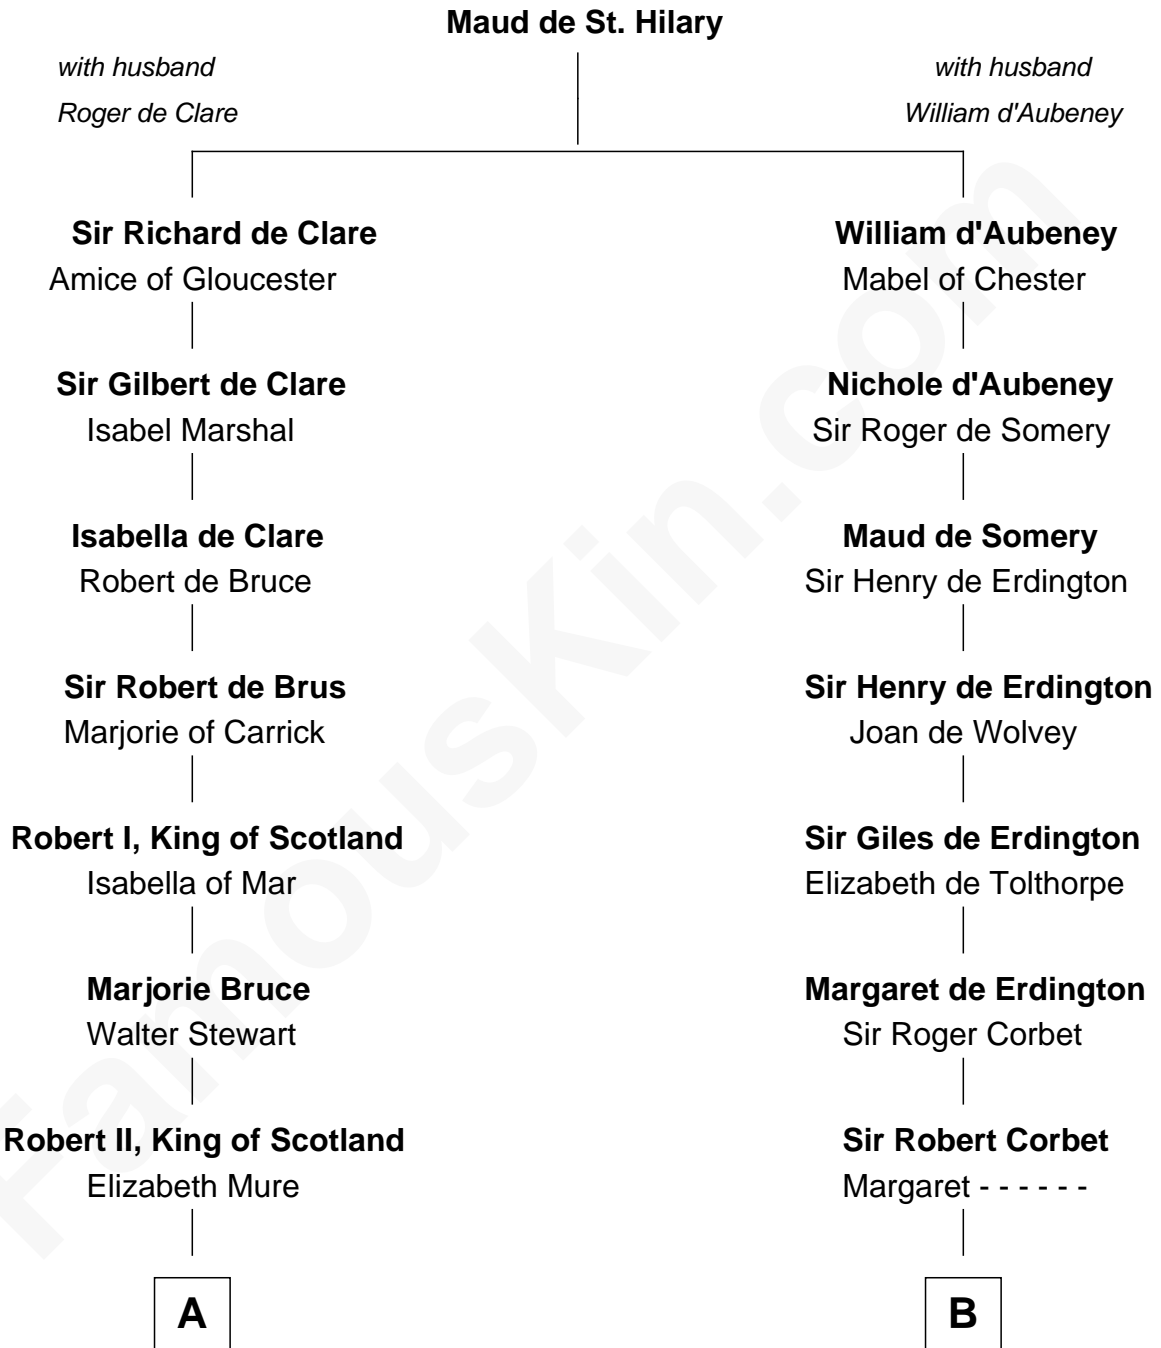 Maud de St. Hilary
with husband
Roger de Clare
with husband
William d'Aubeney
Sir Richard de Clare
Amice of Gloucester
William d'Aubeney
Mabel of Chester
Sir Gilbert de Clare
Isabel Marshal
Nichole d'Aubeney
Sir Roger de Somery
Isabella de Clare
Robert de Bruce
Maud de Somery
Sir Henry de Erdington
Sir Robert de Brus
Marjorie of Carrick
Sir Henry de Erdington
Joan de Wolvey
Robert I, King of Scotland
Isabella of Mar
Sir Giles de Erdington
Elizabeth de Tolthorpe
Marjorie Bruce
Walter Stewart
Margaret de Erdington
Sir Roger Corbet
Robert II, King of Scotland
Elizabeth Mure
Sir Robert Corbet
Margaret - - - - - -
A
B
FamousKin.com